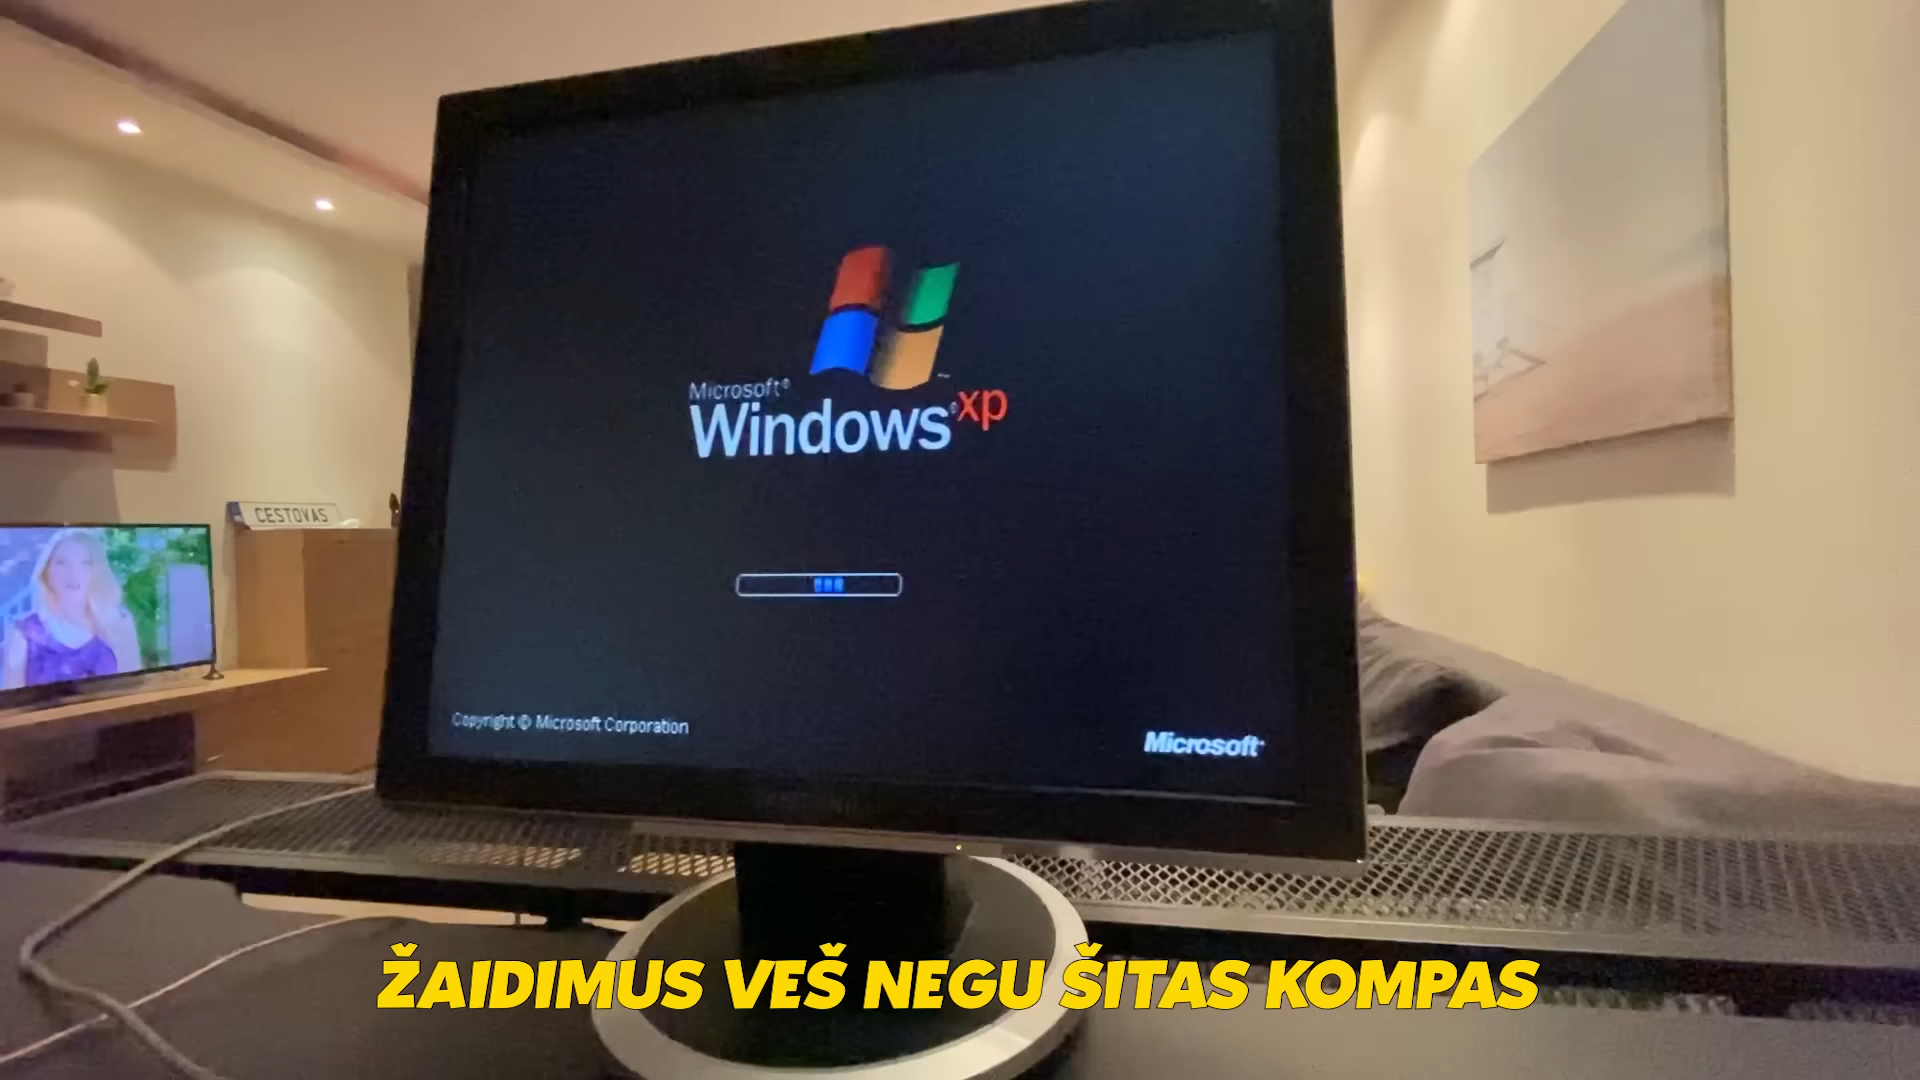 CESTOVAS
Microsoft®
Windows® xp
Copyright © Microsoft Corporation
Microsoft
ŽAIDIMUS VEŠ NEGU ŠITAS KOMPAS